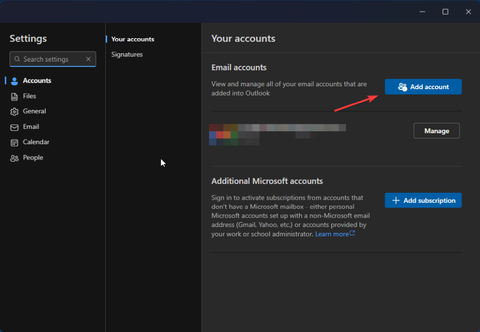 Settings
Search settings
Accounts
Files
General
Email
Calendar
People
Your accounts
Signatures
Your accounts
Email accounts
View and manage all of your email accounts that are
added into Outlook
Add account
Manage
Additional Microsoft accounts
Sign in to activate subscriptions from accounts that
don't have a Microsoft mailbox - either personal
Microsoft accounts set up with a non-Microsoft email
address (Gmail, Yahoo, etc.) or accounts provided by
your work or school administrator. Learn more
Add subscription